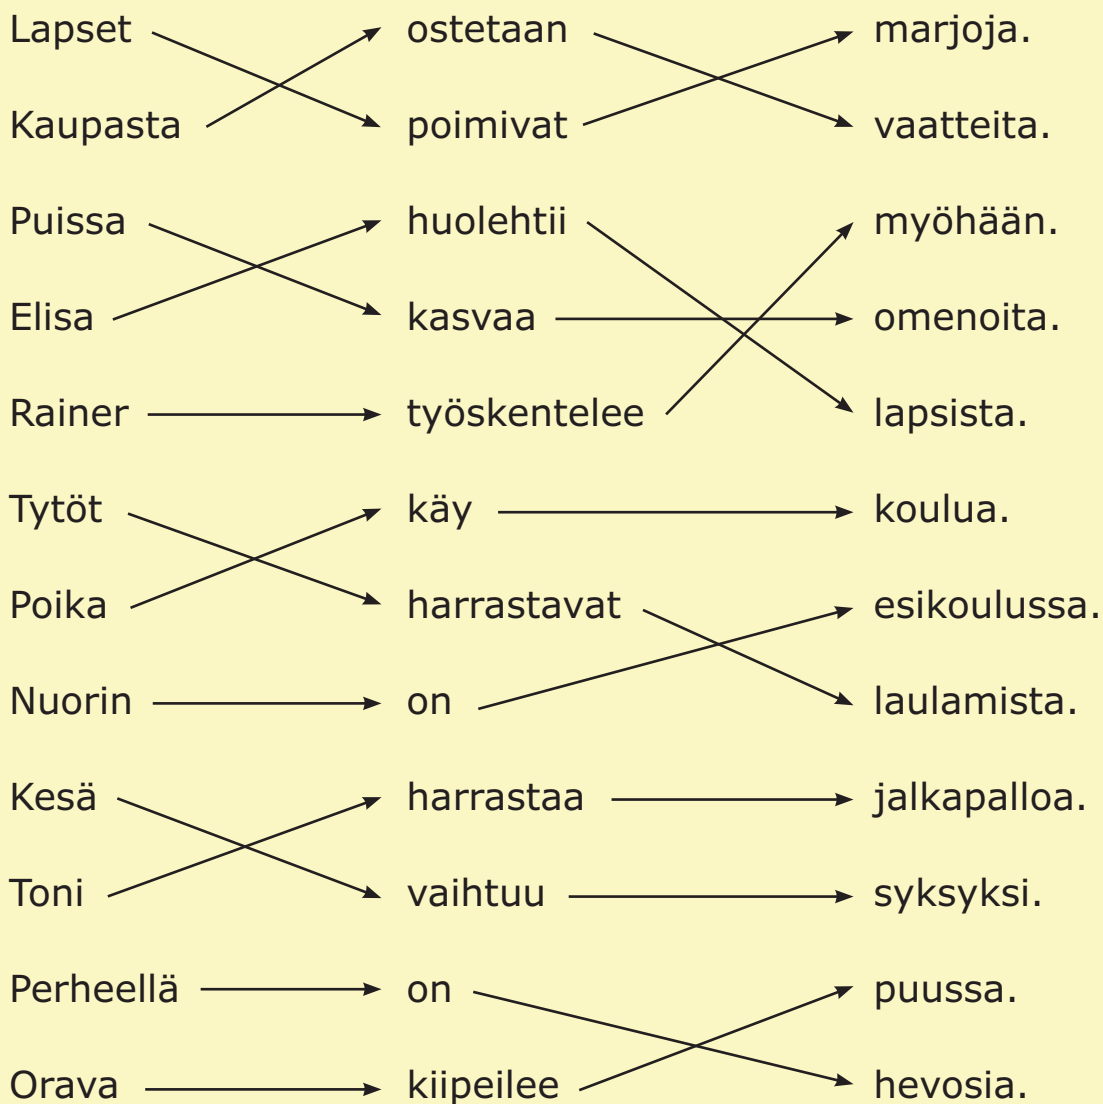 Lapset ostetaan marjoja.
Kaupasta poimivat vaatteita.
Puissa huolehtii myöhään.
Elisa kasvaa omenoita.
Rainer työskentelee lapsista.
Tytöt käy koulua.
Poika harrastavat esikoulussa.
Nuorin on laulamista.
Kesä harrastaa jalkapalloa.
Toni vaihtuu syksyksi.
Perheellä on puussa.
Orava kiipeilee hevosia.